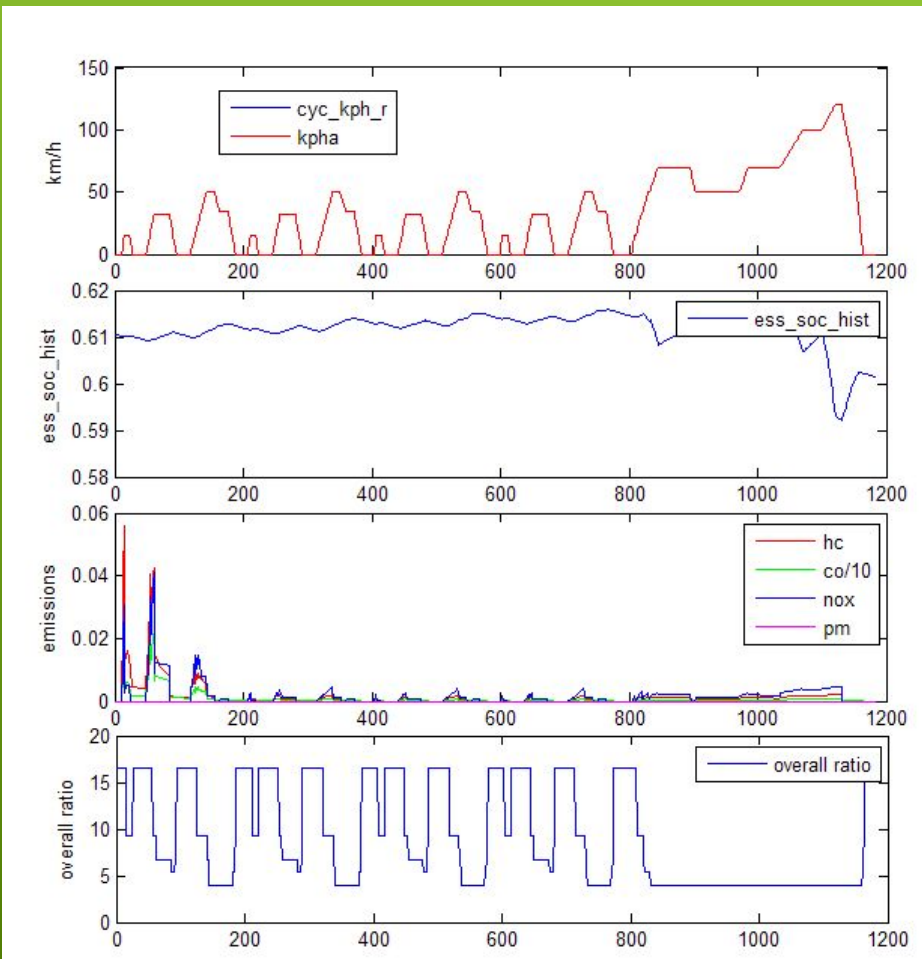 150
100
50
0
km/h
cyc_kph_r
kpha
0 200 400 600 800 1000 1200
0.62
0.61
0.6
0.59
0.58
ess_soc_hist
ess_soc_hist
0 200 400 600 800 1000 1200
0.06
0.04
0.02
0
emissions
hc
co/10
nox
pm
0 200 400 600 800 1000 1200
20
15
10
5
0
overall ratio
overall ratio
0 200 400 600 800 1000 1200